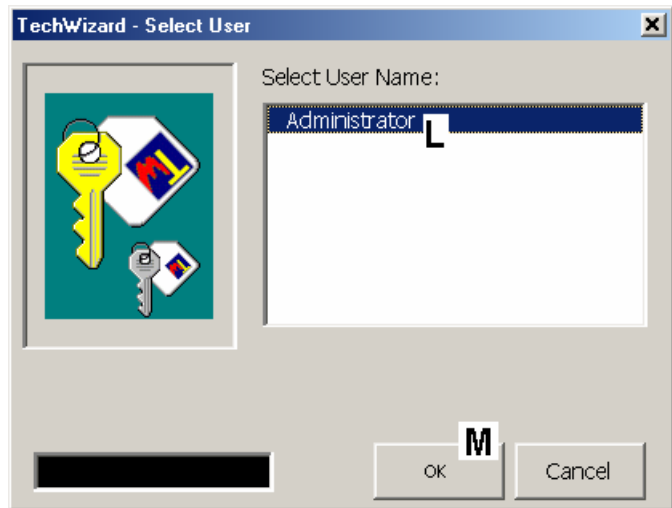 TechWizard - Select User
Select User Name:
Administrator
L
M
OK
Cancel